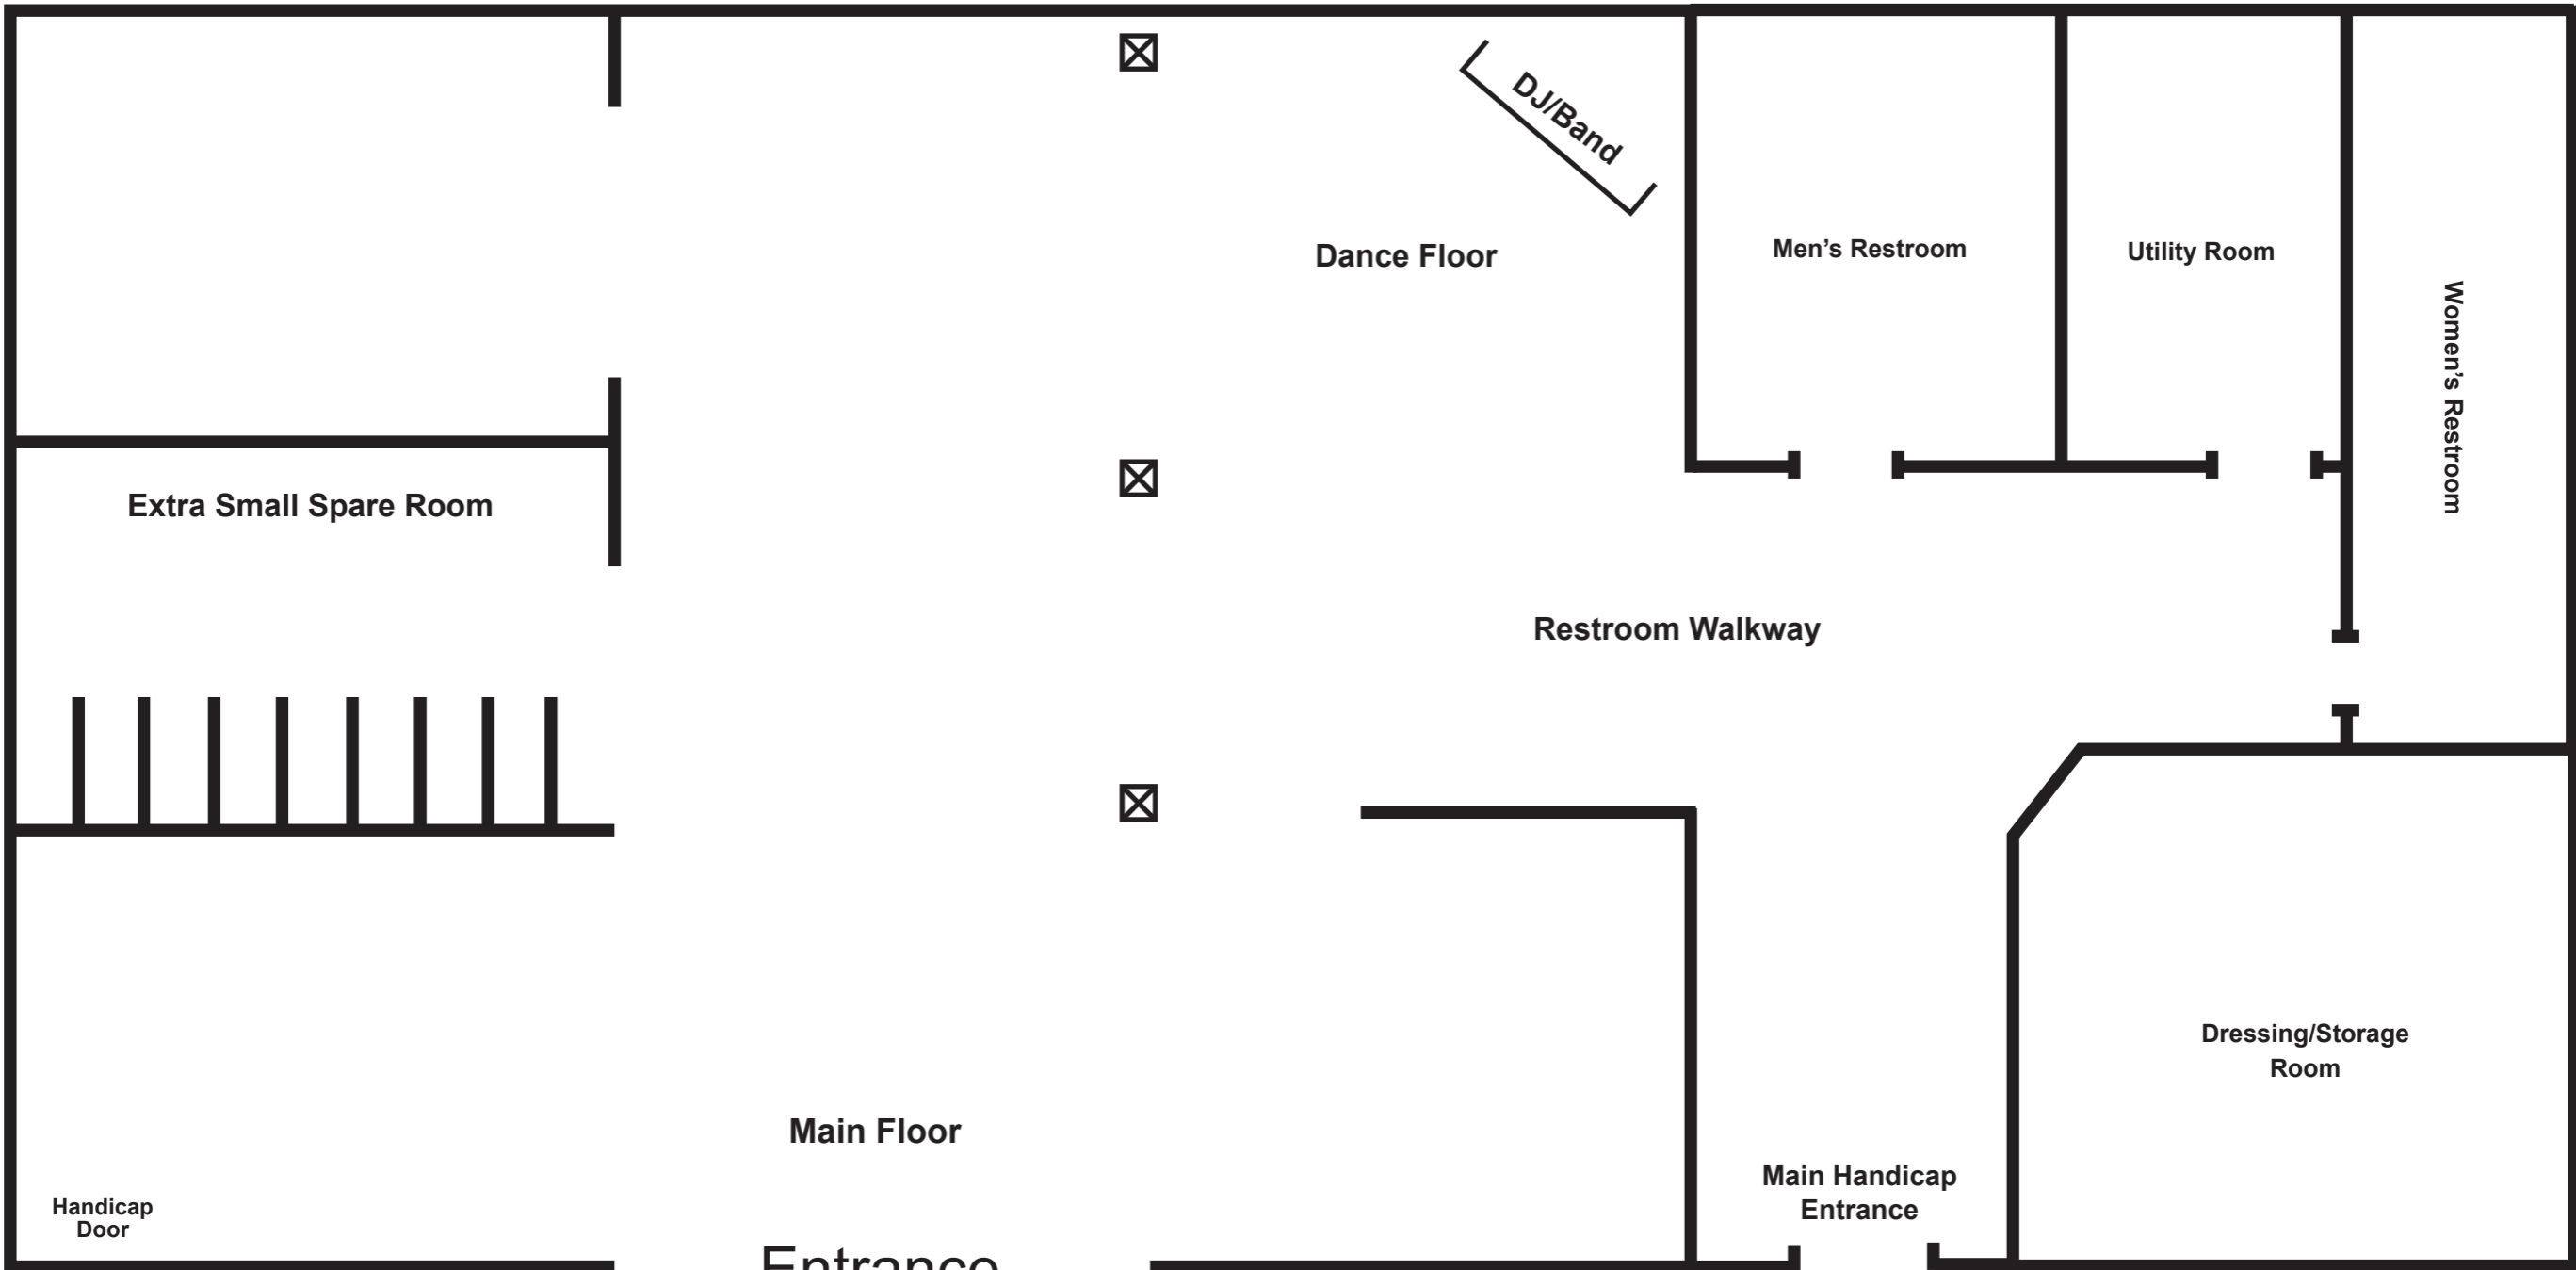 DJ/Band
Dance Floor
Men's Restroom
Utility Room
Women's Restroom
Extra Small Spare Room
Restroom Walkway
Dressing/Storage
Room
Main Floor
Main Handicap
Entrance
Handicap
Door
Entrance